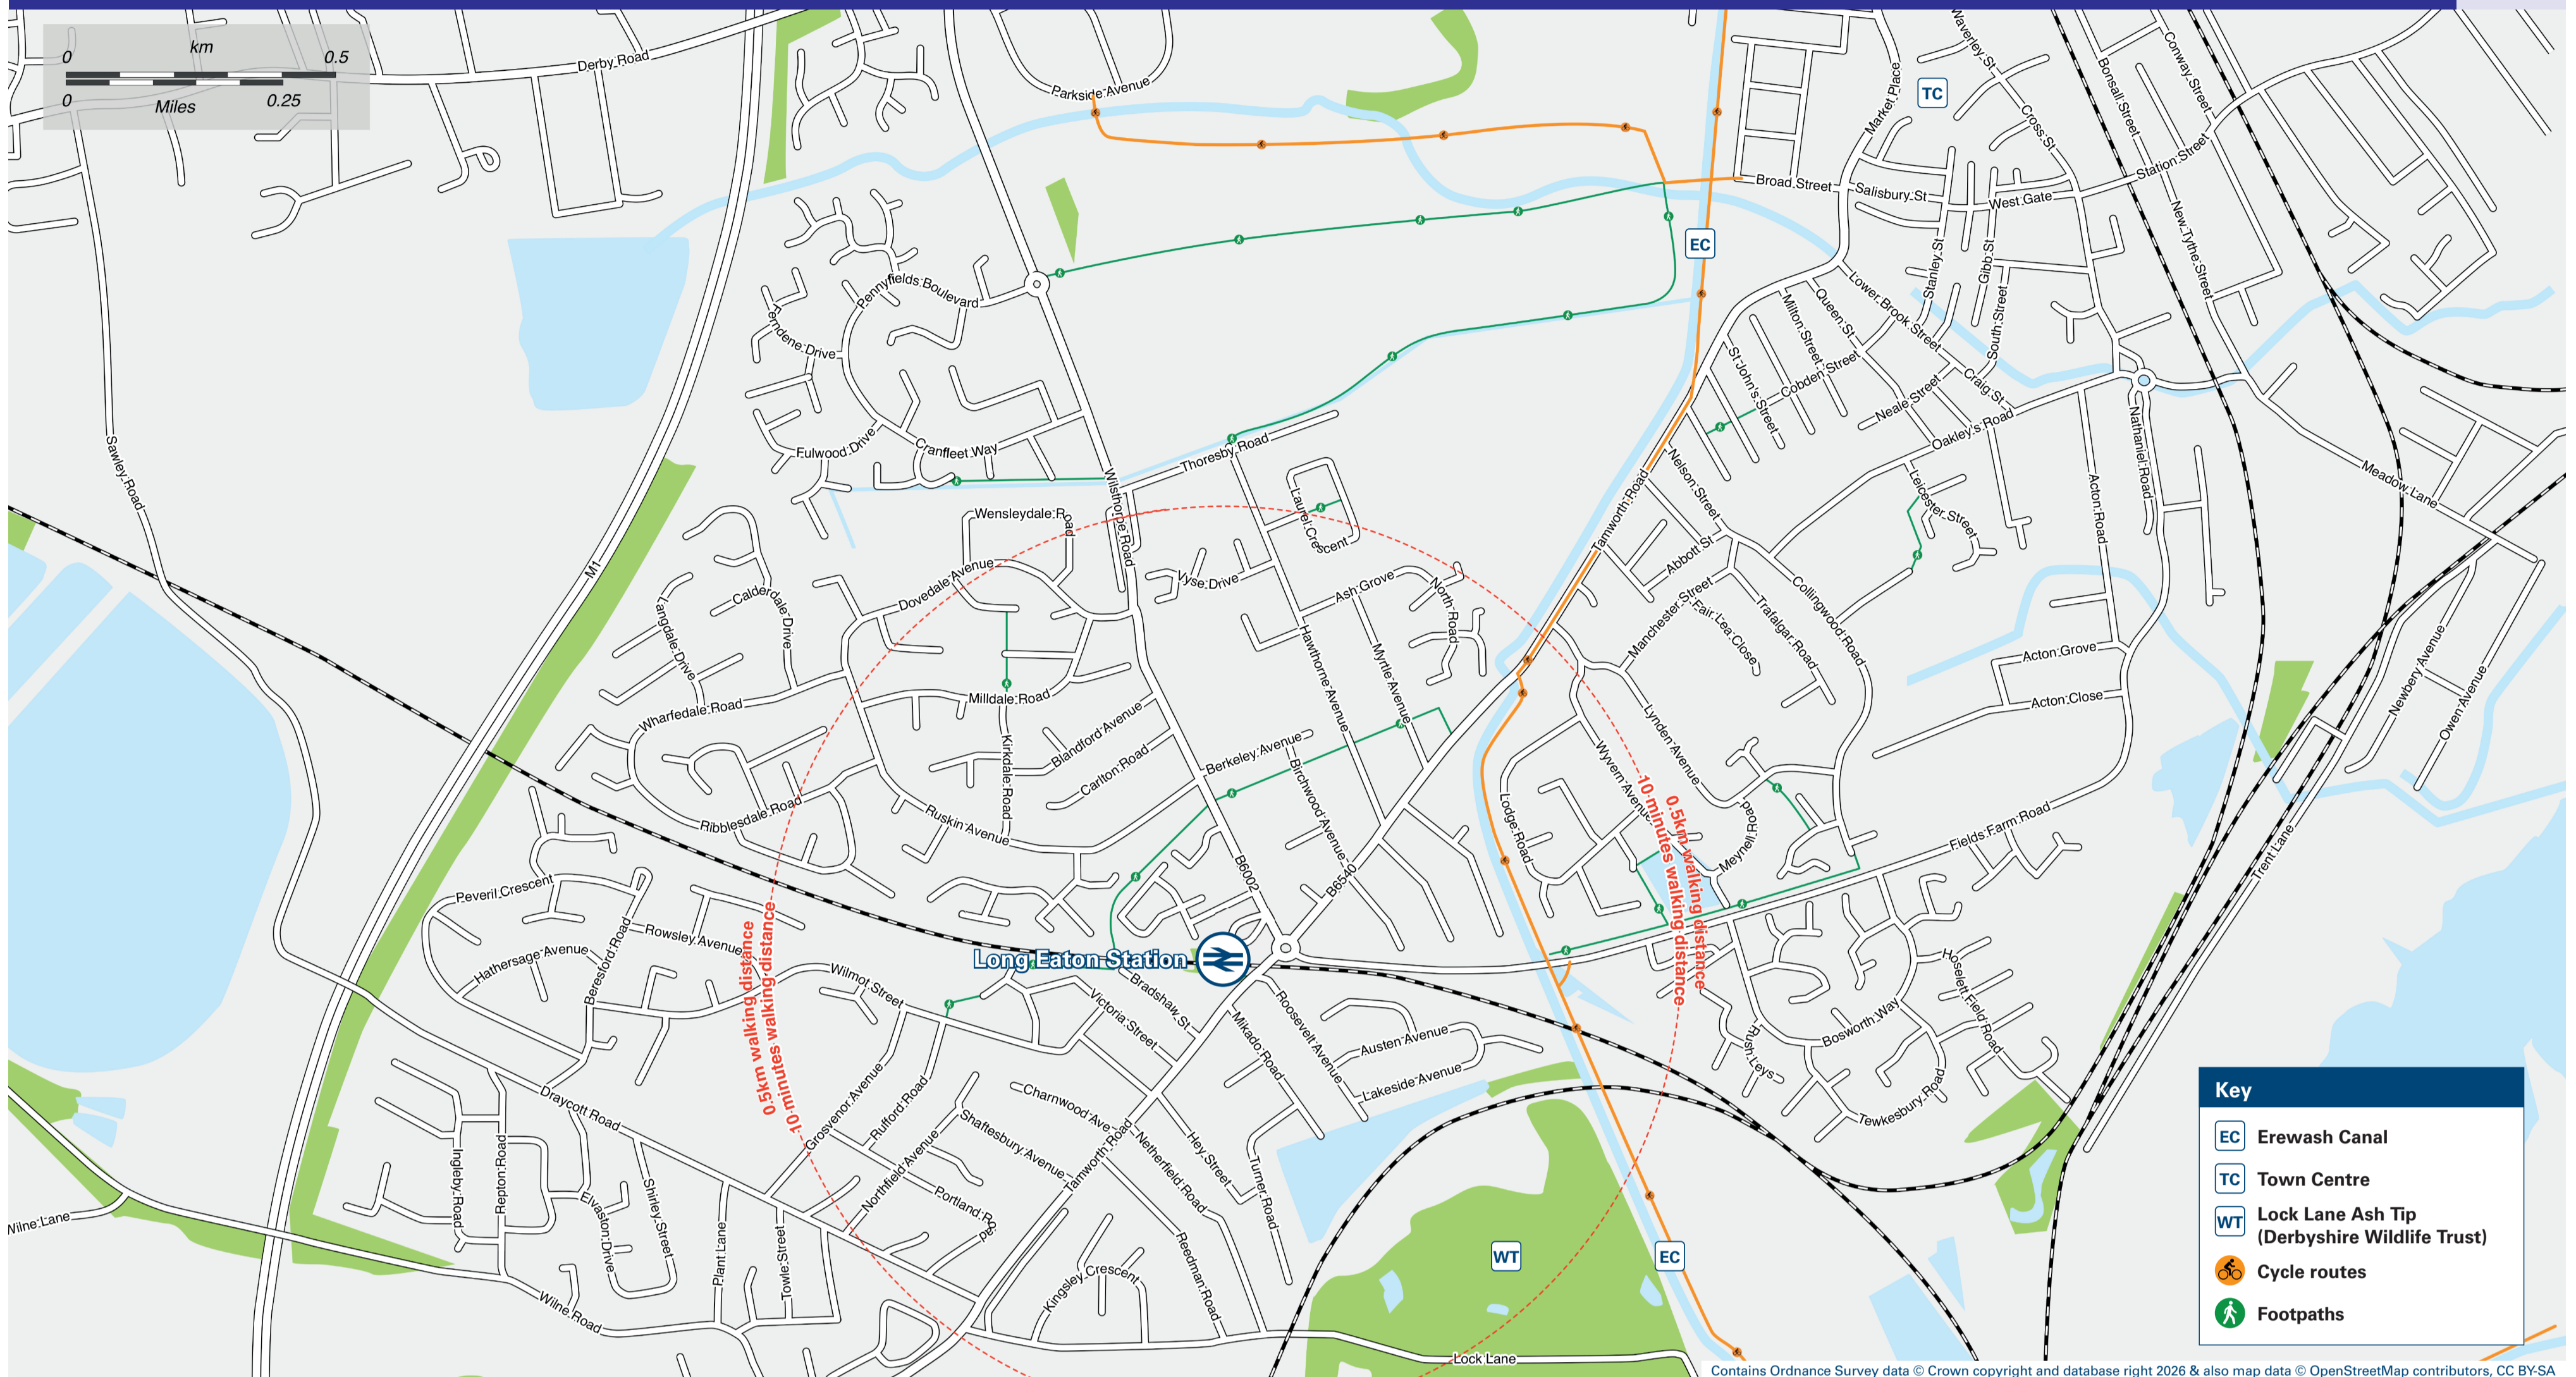 km
0
0.5
0
0.25
Miles
Derby Road
Parkside Avenue
Market Place
TC
Waverley St
Cross St
Bonsall Street
Conway Street
Station Street
Broad Street
Salisbury St
West Gate
New Tythe Street
EC
Stanley St
Gibb St
South Street
Lower Brook Street
Queen St
Milton Street
St John's Street
Cobden Street
Neale Street
Craig St
Oakley's Road
Pennyfields Boulevard
Ferndene Drive
Fulwood Drive
Cranfleet Way
Thoresby Road
Wilsthorpe Road
Sawley Road
M1
Wensleydale Road
Laurel Crescent
Nelson Street
Tamworth Road
Leicester Street
Acton Road
Nathaniel Road
Meadow Lane
Dovedale Avenue
Calderdale Drive
Langdale Drive
Vyse Drive
Ash Grove
North Road
Abbott St
Manchester Street
Fair Lea Close
Trafalgar Road
Collingwood Road
Hawthorne Avenue
Myrtle Avenue
Acton Grove
Acton Close
Newbery Avenue
Owen Avenue
Wharfedale Road
Milldale Road
Kirkdale Road
Blandford Avenue
Carlton Road
Berkeley Avenue
Birchwood Avenue
Lynden Avenue
Wyvern Avenue
Lodge Road
Meynell Road
Fields Farm Road
Trent Lane
Ribblesdale Road
Ruskin Avenue
B6002
B6540
0.5km walking distance
10 minutes walking distance
Peveril Crescent
Hathersage Avenue
Beresford Road
Rowsley Avenue
0.5km walking distance
10 minutes walking distance
Long Eaton Station
Wilmot Street
Bradshaw St
Victoria Street
Mikado Road
Roosevelt Avenue
Austen Avenue
Lakeside Avenue
Hoselett Field Road
Bosworth Way
Rush Leys
Tewkesbury Road
Draycott Road
Grosvenor Avenue
Rufford Road
Northfield Avenue
Charnwood Ave
Shaftesbury Avenue
Tamworth Road
Netherfield Road
Hey Street
Turner Road
Portland Road
Reedman Road
Kingsley Crescent
Ingleby Road
Repton Road
Elvaston Drive
Shirley Street
Plant Lane
Towle Street
Wilne Lane
Wilne Road
Lock Lane
WT
EC
Key
EC Erewash Canal
TC Town Centre
WT Lock Lane Ash Tip
(Derbyshire Wildlife Trust)
Cycle routes
Footpaths
Contains Ordnance Survey data © Crown copyright and database right 2026 & also map data © OpenStreetMap contributors, CC BY-SA